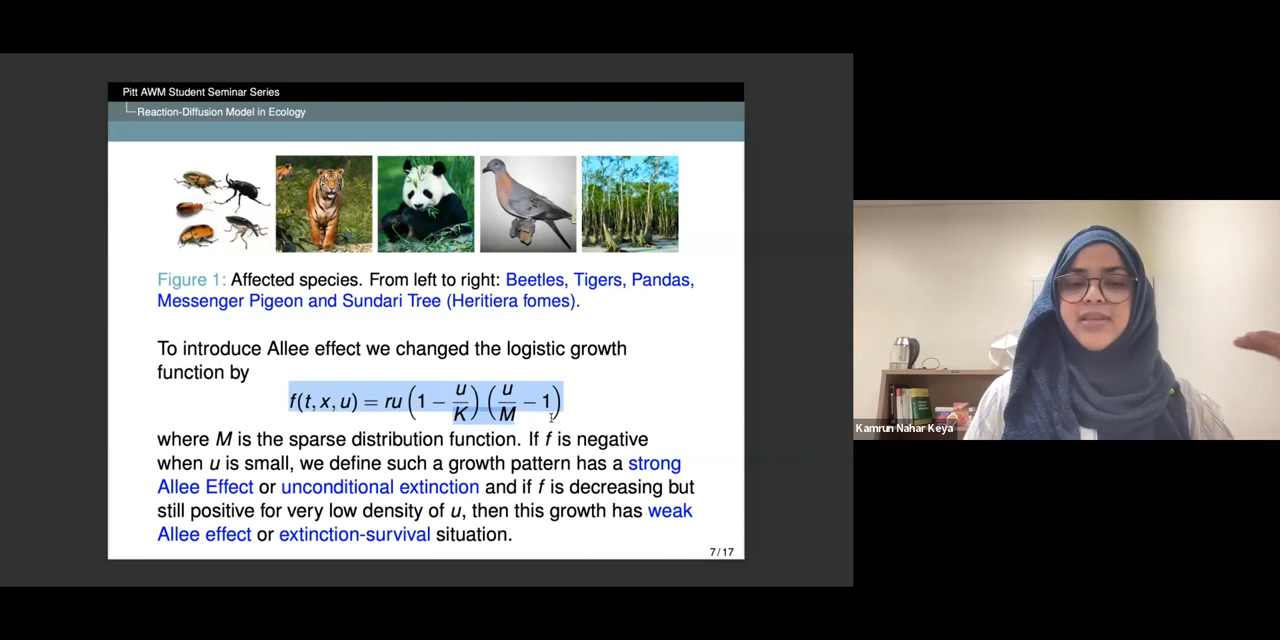 Pitt AWM Student Seminar Series
Reaction-Diffusion Model in Ecology
Figure 1: Affected species. From left to right: Beetles, Tigers, Pandas,
Messenger Pigeon and Sundari Tree (Heritiera fomes).
To introduce Allee effect we changed the logistic growth
function by
f(t, x, u) = ru (1 − u/K) (u/M − 1)
where M is the sparse distribution function. If f is negative
when u is small, we define such a growth pattern has a strong
Allee Effect or unconditional extinction and if f is decreasing but
still positive for very low density of u, then this growth has weak
Allee effect or extinction-survival situation.
7 / 17
Kamrun Nahar Keya